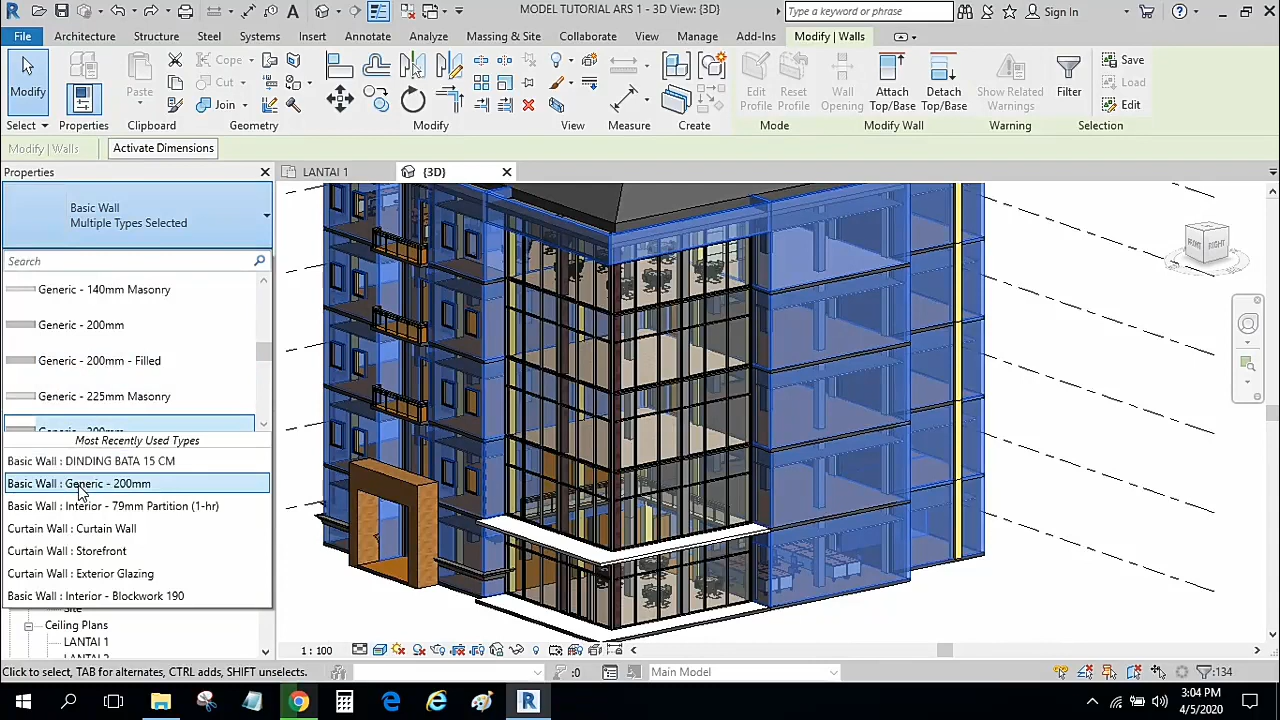 MODEL TUTORIAL ARS 1 - 3D View: {3D}
Type a keyword or phrase
Sign In
File
Architecture
Structure
Steel
Systems
Insert
Annotate
Analyze
Massing & Site
Collaborate
View
Manage
Add-Ins
Modify | Walls
Modify
Paste
Cope
Cut
Join
Edit Profile
Reset Profile
Wall Opening
Attach Top/Base
Detach Top/Base
Show Related Warnings
Filter
Save
Load
Edit
Select
Properties
Clipboard
Geometry
Modify
View
Measure
Create
Mode
Modify Wall
Warning
Selection
Modify | Walls
Activate Dimensions
Properties
LANTAI 1
{3D}
Basic Wall
Multiple Types Selected
Search
Generic - 140mm Masonry
Generic - 200mm
Generic - 200mm - Filled
Generic - 225mm Masonry
Most Recently Used Types
Basic Wall : DINDING BATA 15 CM
Basic Wall : Generic - 200mm
Basic Wall : Interior - 79mm Partition (1-hr)
Curtain Wall : Curtain Wall
Curtain Wall : Storefront
Curtain Wall : Exterior Glazing
Basic Wall : Interior - Blockwork 190
Site
Ceiling Plans
LANTAI 1
FRONT
RIGHT
1 : 100
Click to select, TAB for alternates, CTRL adds, SHIFT unselects.
:0
Main Model
:134
3:04 PM
4/5/2020